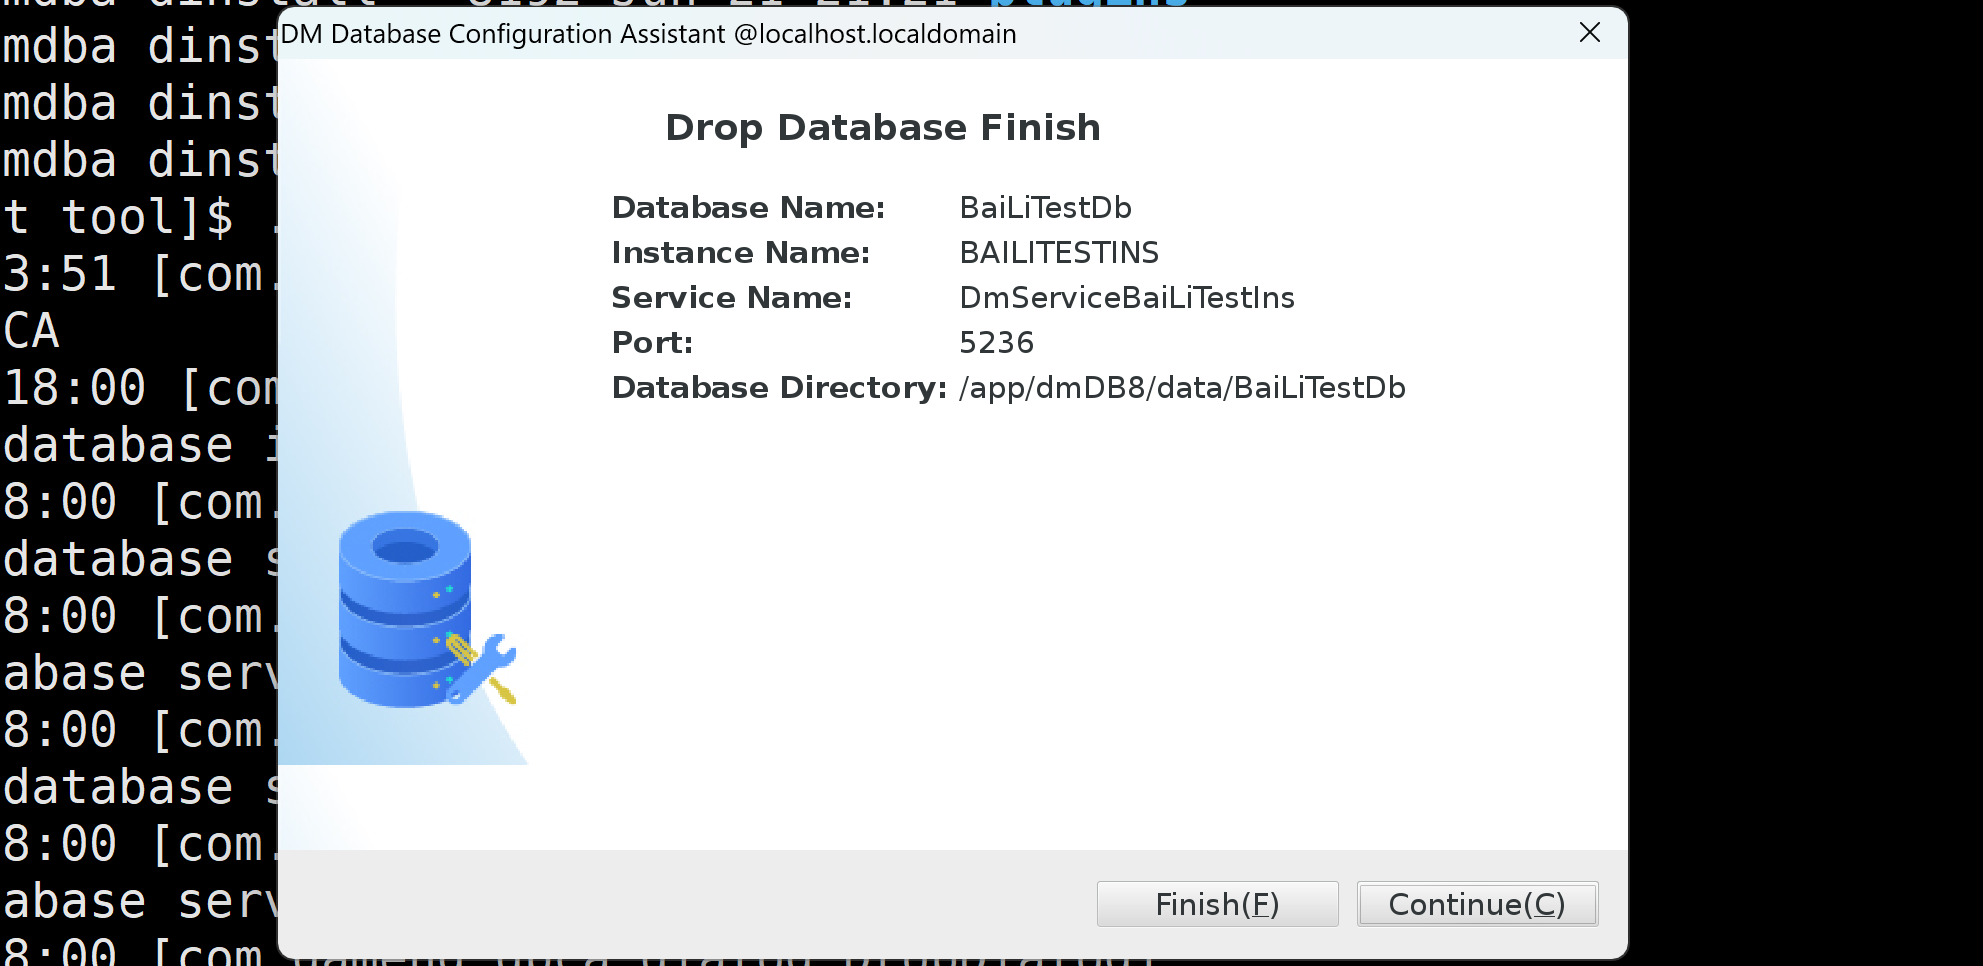 DM Database Configuration Assistant @localhost.localdomain
mdba dinst
mdba dinst
mdba dinst
t tool]$ .
3:51 [com.
CA
18:00 [com
database i
8:00 [com.
database s
8:00 [com.
abase serv
8:00 [com.
database s
8:00 [com.
abase serv
8:00 [com
Drop Database Finish
Database Name: BaiLiTestDb
Instance Name: BAILITESTINS
Service Name: DmServiceBaiLiTestIns
Port: 5236
Database Directory: /app/dmDB8/data/BaiLiTestDb
Finish(F) Continue(C)